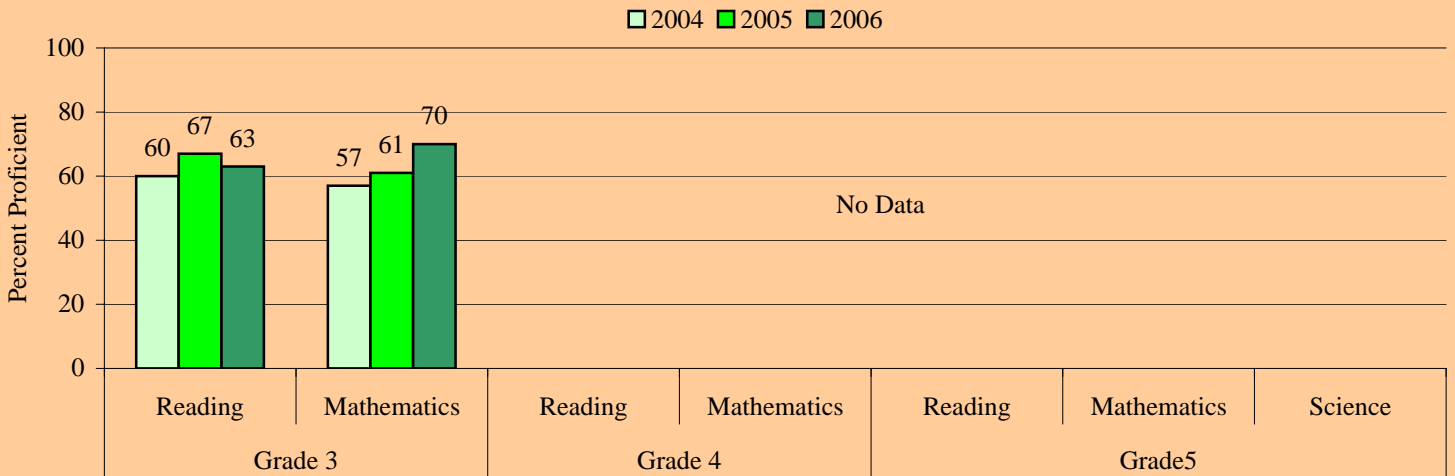 2004 2005 2006
100
80
60
40
20
0
Percent Proficient
60 67 63 57 61 70
No Data
Reading Mathematics Reading Mathematics Reading Mathematics Science
Grade 3 Grade 4 Grade5